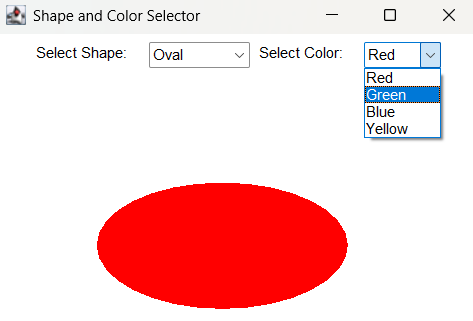 Shape and Color Selector
Select Shape: Oval Select Color: Red
Red
Green
Blue
Yellow